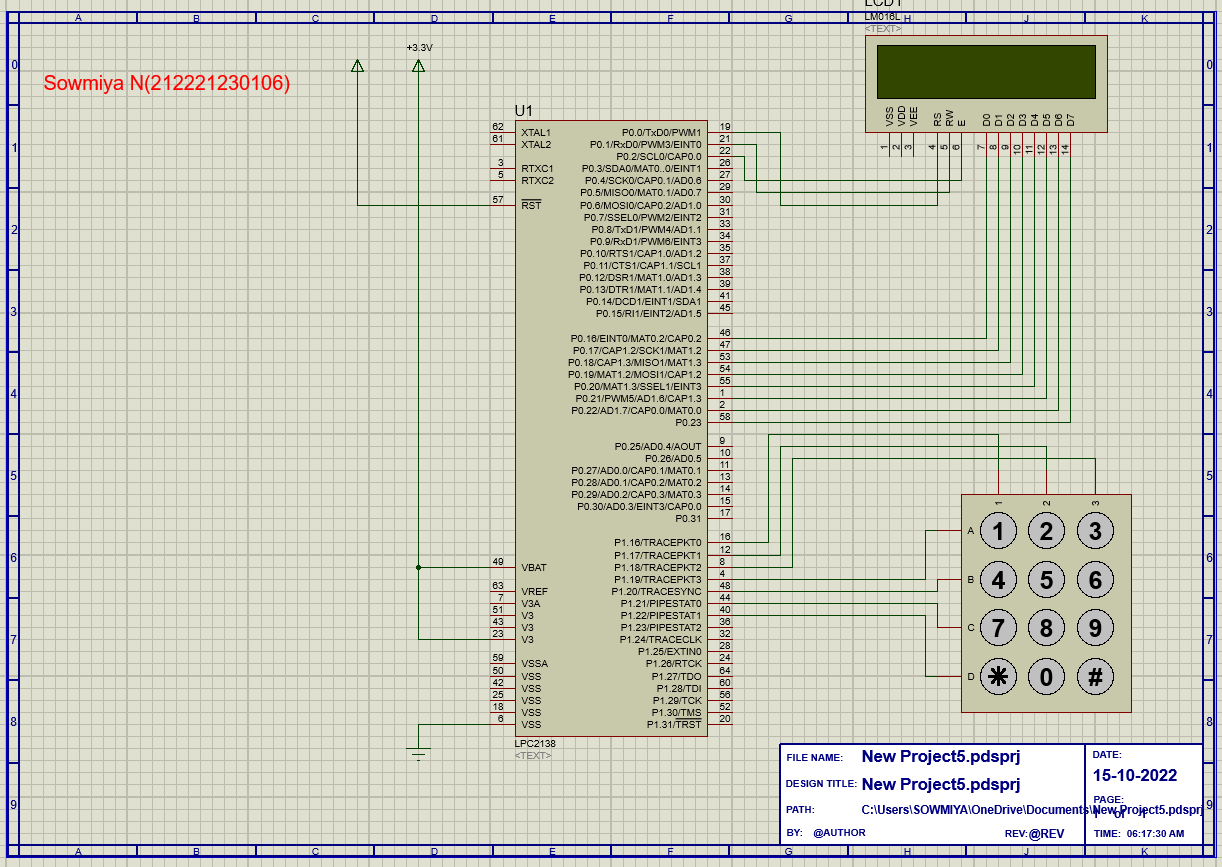 A B C D E F G H J K
LCD1
LM016L
<TEXT>
+3.3V
Sowmiya N(212221230106)
VSS VDD VEE RS RW E D0 D1 D2 D3 D4 D5 D6 D7
1 2 3 4 5 6 7 8 9 10 11 12 13 14
U1
62 XTAL1 P0.0/TxD0/PWM1 19
61 XTAL2 P0.1/RxD0/PWM3/EINT0 21
P0.2/SCL0/CAP0.0 22
3 RTXC1 P0.3/SDA0/MAT0..0/EINT1 26
5 RTXC2 P0.4/SCK0/CAP0.1/AD0.6 27
P0.5/MISO0/MAT0.1/AD0.7 29
57 RST P0.6/MOSI0/CAP0.2/AD1.0 30
P0.7/SSEL0/PWM2/EINT2 31
P0.8/TxD1/PWM4/AD1.1 33
P0.9/RxD1/PWM6/EINT3 34
P0.10/RTS1/CAP1.0/AD1.2 35
P0.11/CTS1/CAP1.1/SCL1 37
P0.12/DSR1/MAT1.0/AD1.3 38
P0.13/DTR1/MAT1.1/AD1.4 39
P0.14/DCD1/EINT1/SDA1 41
P0.15/RI1/EINT2/AD1.5 45
P0.16/EINT0/MAT0.2/CAP0.2 46
P0.17/CAP1.2/SCK1/MAT1.2 47
P0.18/CAP1.3/MISO1/MAT1.3 53
P0.19/MAT1.2/MOSI1/CAP1.2 54
P0.20/MAT1.3/SSEL1/EINT3 55
P0.21/PWM5/AD1.6/CAP1.3 1
P0.22/AD1.7/CAP0.0/MAT0.0 2
P0.23 58
P0.25/AD0.4/AOUT 9
P0.26/AD0.5 10
P0.27/AD0.0/CAP0.1/MAT0.1 11
P0.28/AD0.1/CAP0.2/MAT0.2 13
P0.29/AD0.2/CAP0.3/MAT0.3 14
P0.30/AD0.3/EINT3/CAP0.0 15
P0.31 17
P1.16/TRACEPKT0 16
P1.17/TRACEPKT1 12
49 VBAT P1.18/TRACEPKT2 8
P1.19/TRACEPKT3 4
63 VREF P1.20/TRACESYNC 48
7 V3A P1.21/PIPESTAT0 44
51 V3 P1.22/PIPESTAT1 40
43 V3 P1.23/PIPESTAT2 36
23 V3 P1.24/TRACECLK 32
P1.25/EXTIN0 28
59 VSSA P1.26/RTCK 24
50 VSS P1.27/TDO 64
42 VSS P1.28/TDI 60
25 VSS P1.29/TCK 56
18 VSS P1.30/TMS 52
6 VSS P1.31/TRST 20
LPC2138
<TEXT>
1 2 3
A 1 2 3
B 4 5 6
C 7 8 9
D * 0 #
0 0
1 1
2 2
3 3
4 4
5 5
6 6
7 7
8 8
9 9
FILE NAME: New Project5.pdsprj
DESIGN TITLE: New Project5.pdsprj
PATH: C:\Users\SOWMIYA\OneDrive\Documents\New Project5.pdsprj
BY: @AUTHOR REV:@REV
DATE:
15-10-2022
PAGE:
TIME: 06:17:30 AM
A B C D E F G H J K